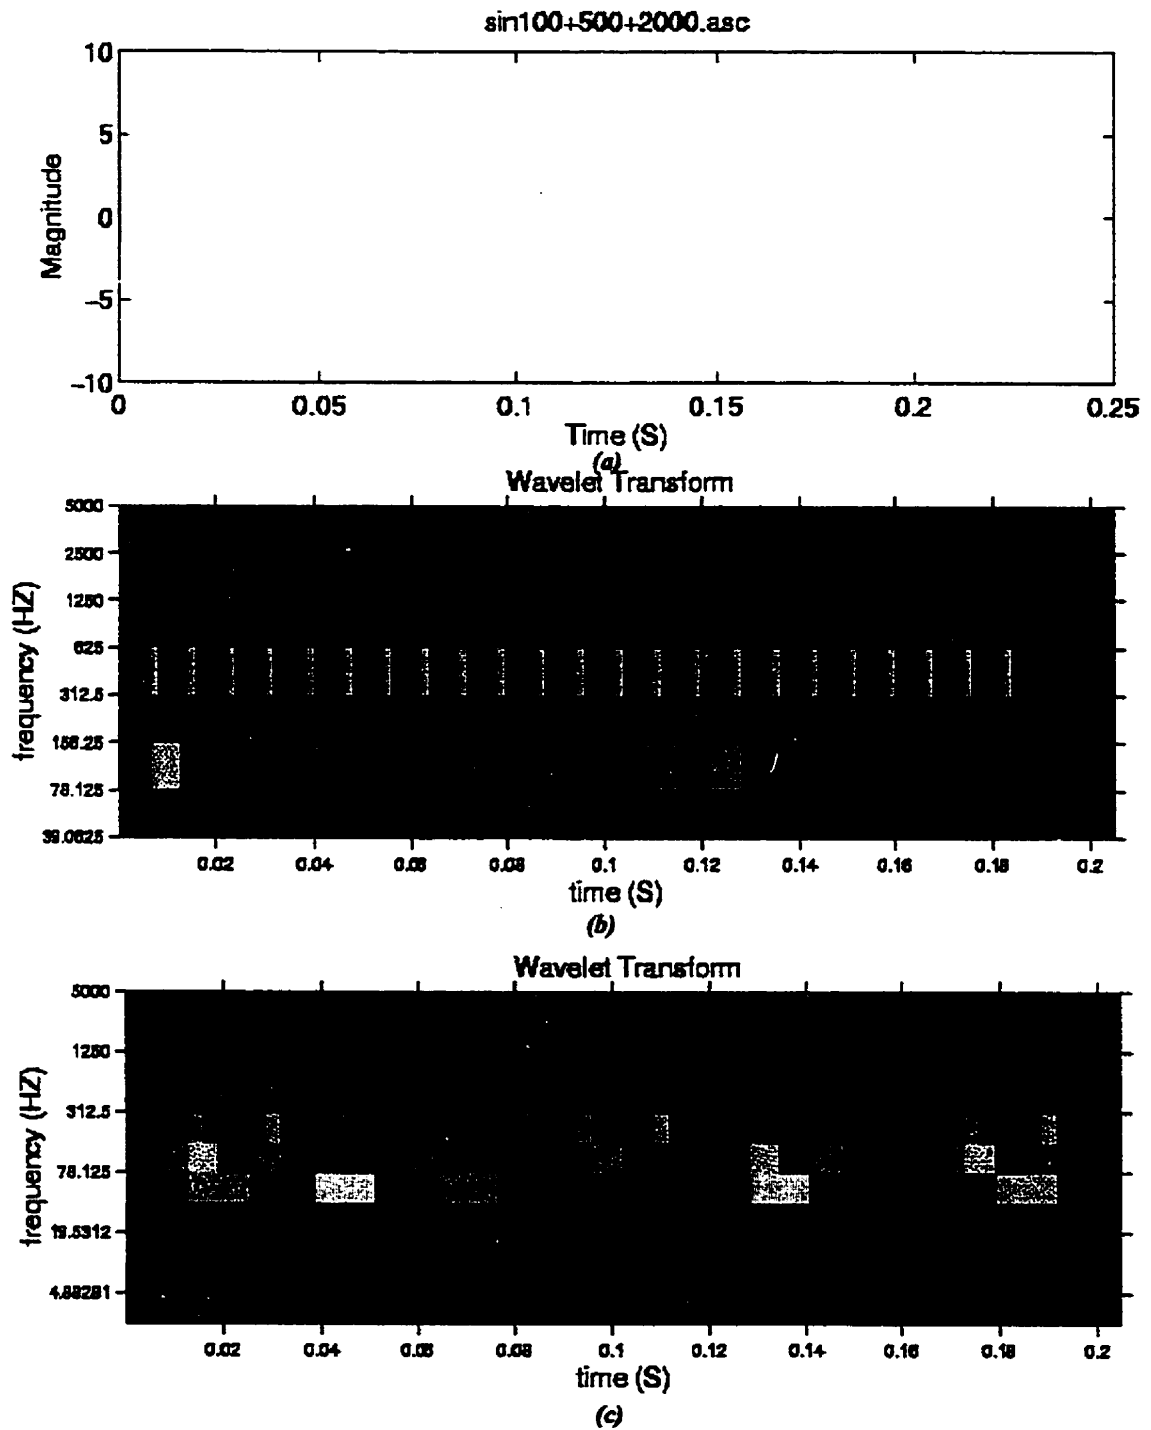 sin100+500+2000.asc
10
5
0
-5
-10
Magnitude
0 0.05 0.1 0.15 0.2 0.25
Time (S)
(a)
Wavelet Transform
5000
2500
1250
625
312.5
156.25
78.125
39.0625
frequency (HZ)
0.02 0.04 0.06 0.08 0.1 0.12 0.14 0.16 0.18 0.2
time (S)
(b)
Wavelet Transform
5000
1250
312.5
78.125
19.5312
4.88281
frequency (HZ)
0.02 0.04 0.06 0.08 0.1 0.12 0.14 0.16 0.18 0.2
time (S)
(c)